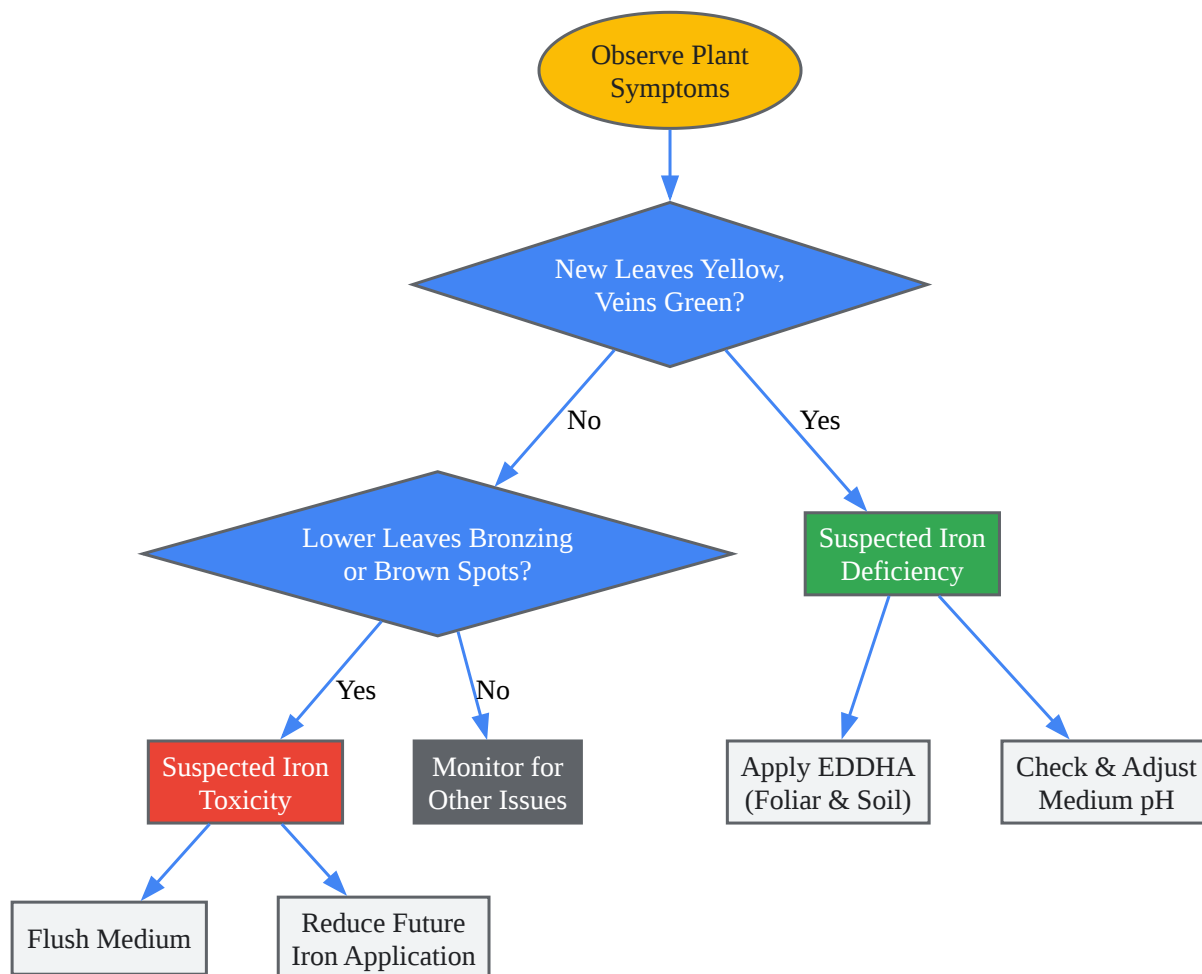 Observe Plant
Symptoms
New Leaves Yellow,
Veins Green?
No
Yes
Lower Leaves Bronzing
or Brown Spots?
Suspected Iron
Deficiency
Yes
No
Suspected Iron
Toxicity
Monitor for
Other Issues
Apply EDDHA
(Foliar & Soil)
Check & Adjust
Medium pH
Flush Medium
Reduce Future
Iron Application